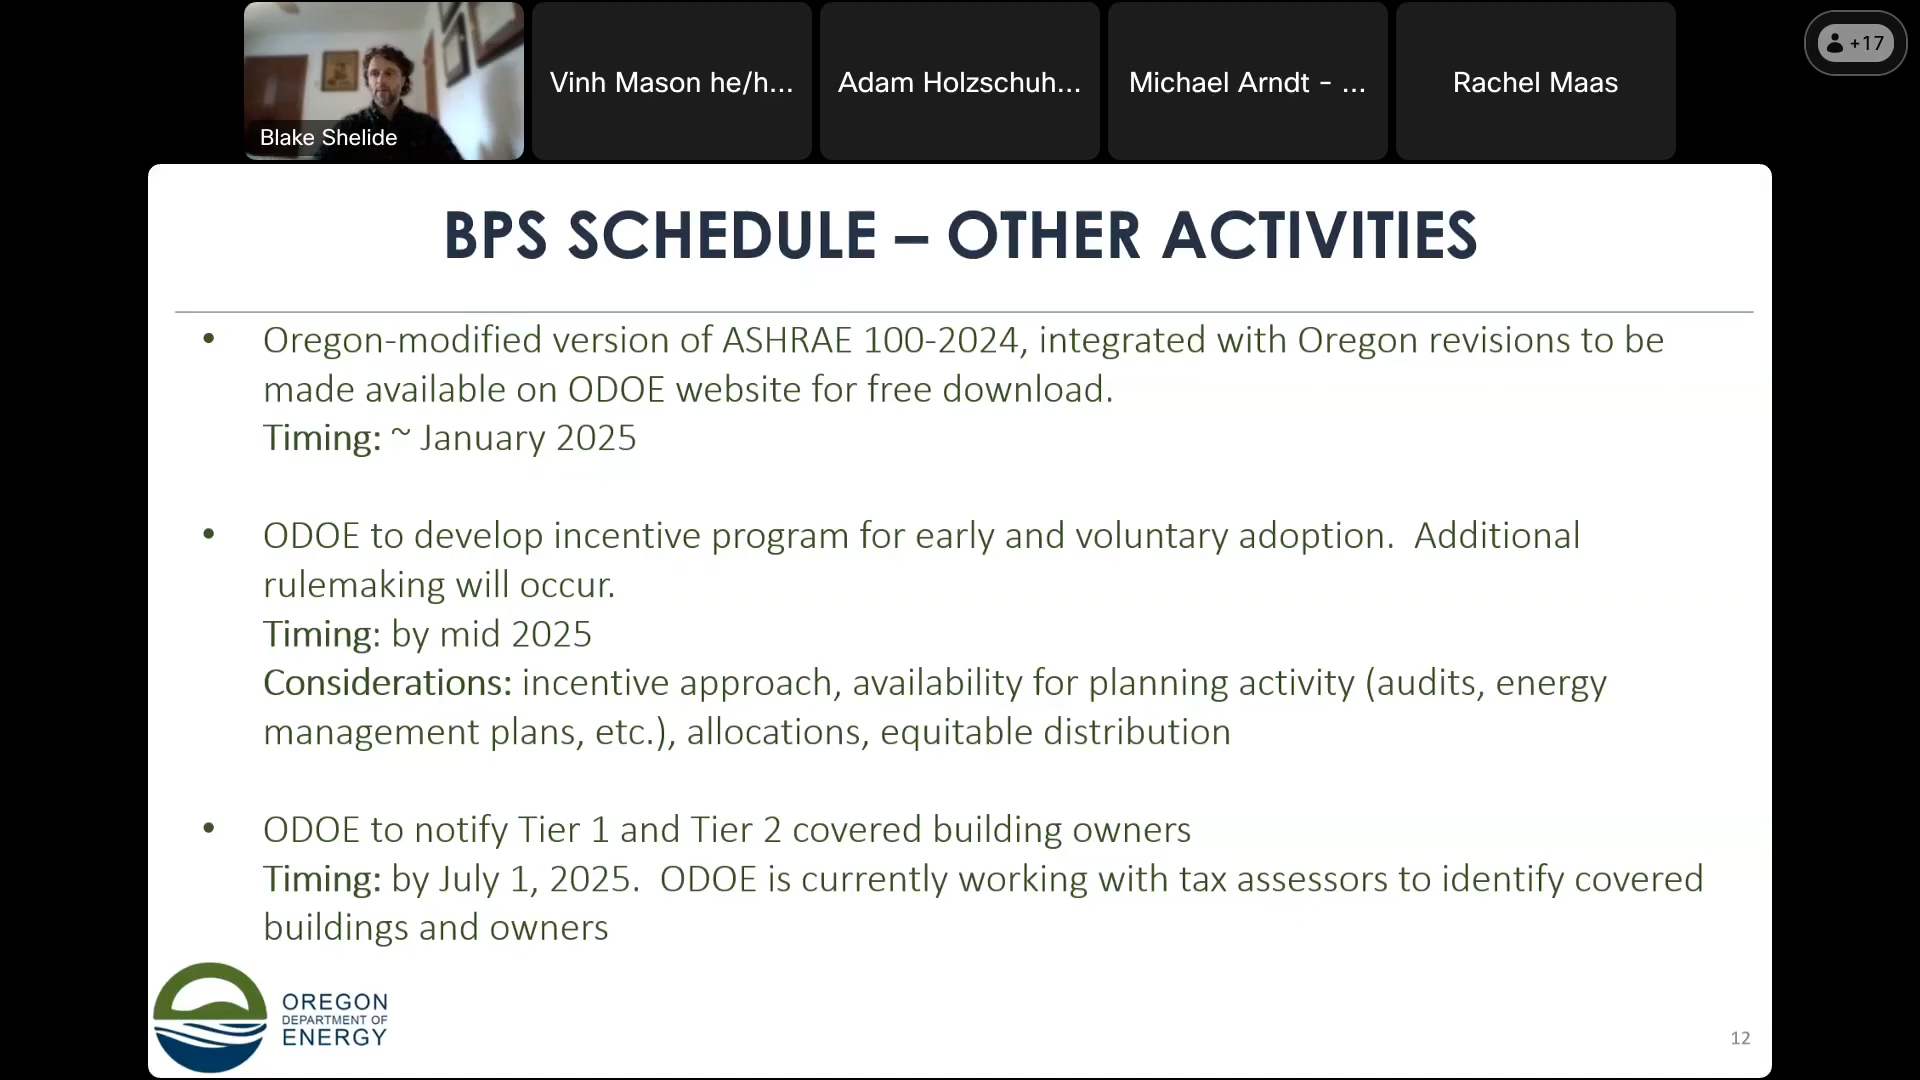 Blake Shelide
Vinh Mason he/h...
Adam Holzschuh...
Michael Arndt - ...
Rachel Maas
+17
BPS SCHEDULE – OTHER ACTIVITIES
• Oregon-modified version of ASHRAE 100-2024, integrated with Oregon revisions to be
made available on ODOE website for free download.
Timing: ~ January 2025
• ODOE to develop incentive program for early and voluntary adoption.  Additional
rulemaking will occur.
Timing: by mid 2025
Considerations: incentive approach, availability for planning activity (audits, energy
management plans, etc.), allocations, equitable distribution
• ODOE to notify Tier 1 and Tier 2 covered building owners
Timing: by July 1, 2025.  ODOE is currently working with tax assessors to identify covered
buildings and owners
OREGON
DEPARTMENT OF
ENERGY
12